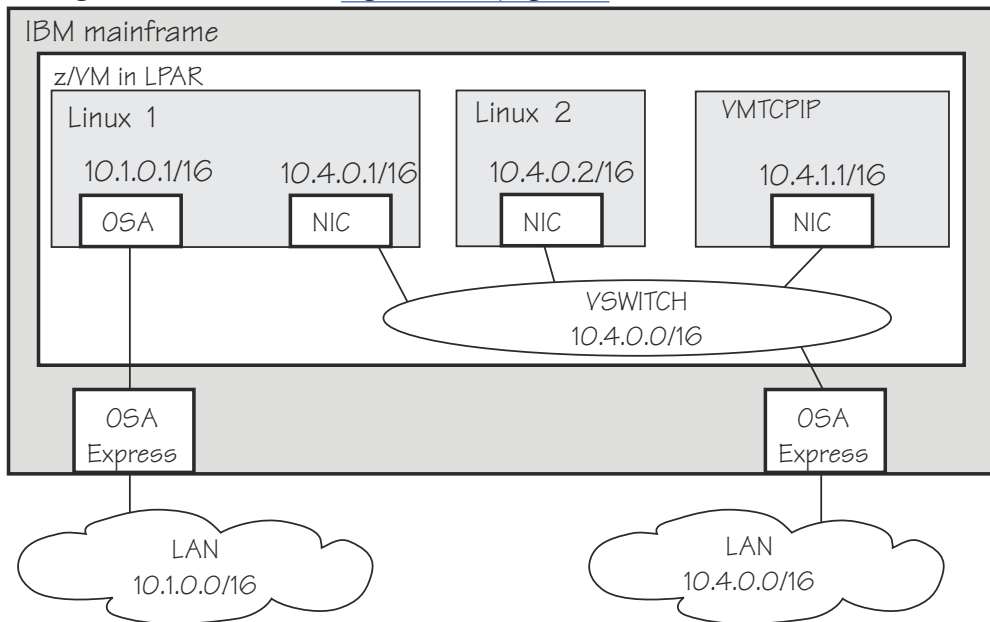 IBM mainframe
z/VM in LPAR
Linux 1
Linux 2
VMTCPIP
10.1.0.1/16
10.4.0.1/16
10.4.0.2/16
10.4.1.1/16
OSA
NIC
NIC
NIC
VSWITCH
10.4.0.0/16
OSA
Express
OSA
Express
LAN
10.1.0.0/16
LAN
10.4.0.0/16